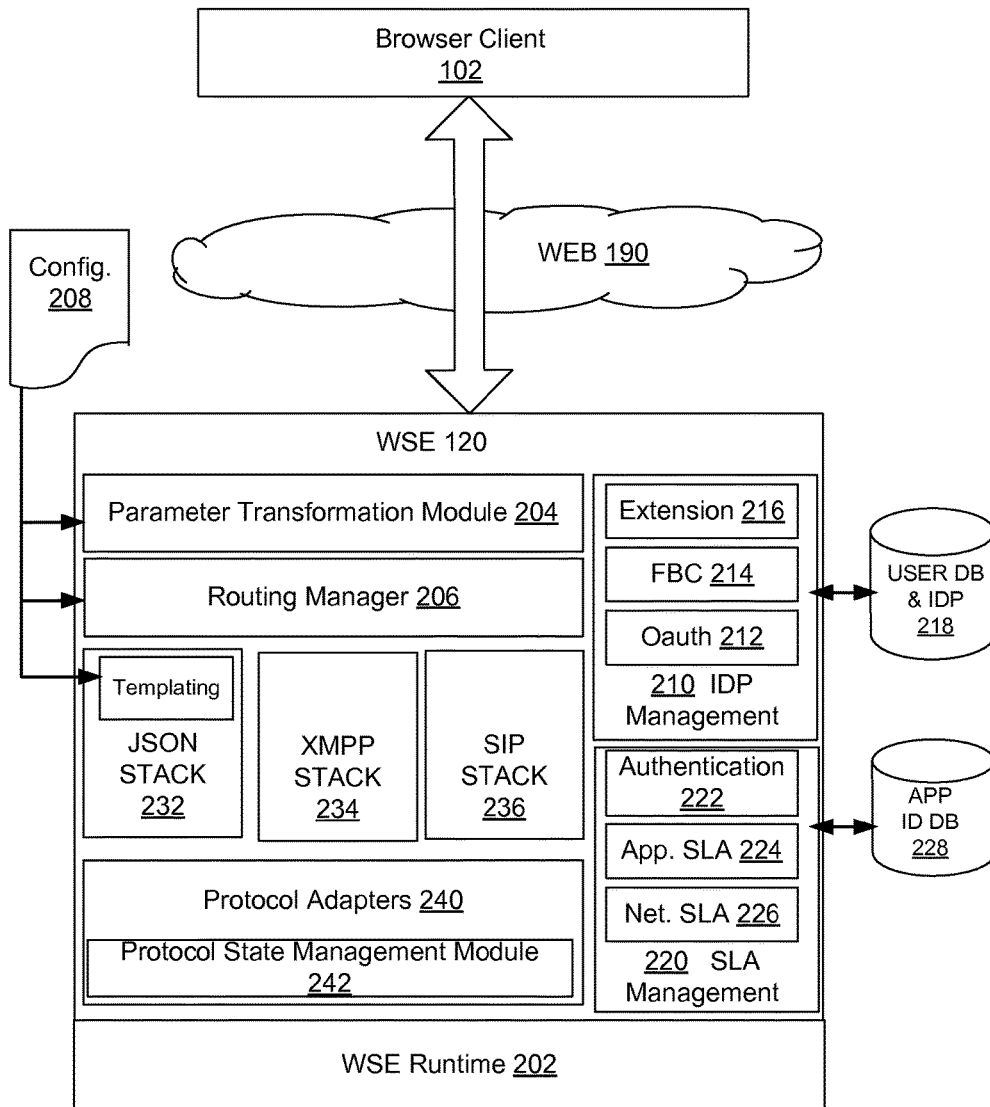 Browser Client
102
WEB 190
Config.
208
WSE 120
Parameter Transformation Module 204
Routing Manager 206
Templating
JSON
STACK
232
XMPP
STACK
234
SIP
STACK
236
Protocol Adapters 240
Protocol State Management Module
242
Extension 216
FBC 214
Oauth 212
210 IDP
Management
USER DB
& IDP
218
Authentication
222
App. SLA 224
Net. SLA 226
220 SLA
Management
APP
ID DB
228
WSE Runtime 202